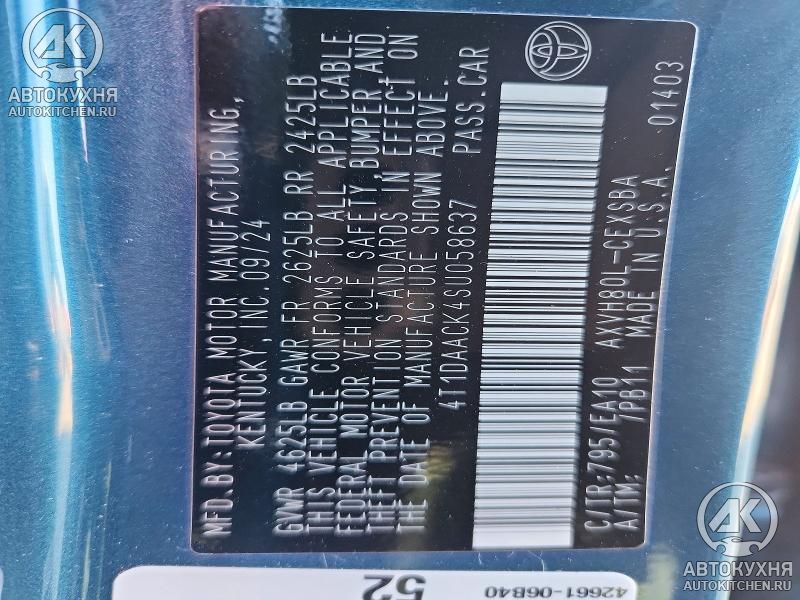 MFD.BY:TOYOTA MOTOR MANUFACTURING,
KENTUCKY, INC.09/24
GVWR 4625LB GAWR FR 2625LB RR 2425LB
THIS VEHICLE CONFORMS TO ALL APPLICABLE
FEDERAL MOTOR VEHICLE SAFETY,BUMPER AND
THEFT PREVENTION STANDARDS IN EFFECT ON
THE DATE OF MANUFACTURE SHOWN ABOVE.
4T1DAACK4SU058637 PASS.CAR
C/TR:795/EA10 AXVH80L-CEXSBA 01403
A/TM: 7PB11 MADE IN U.S.A.
52
42661-06B40
АК
АВТОКУХНЯ
AUTOKITCHEN.RU
АК
АВТОКУХНЯ
AUTOKITCHEN.RU